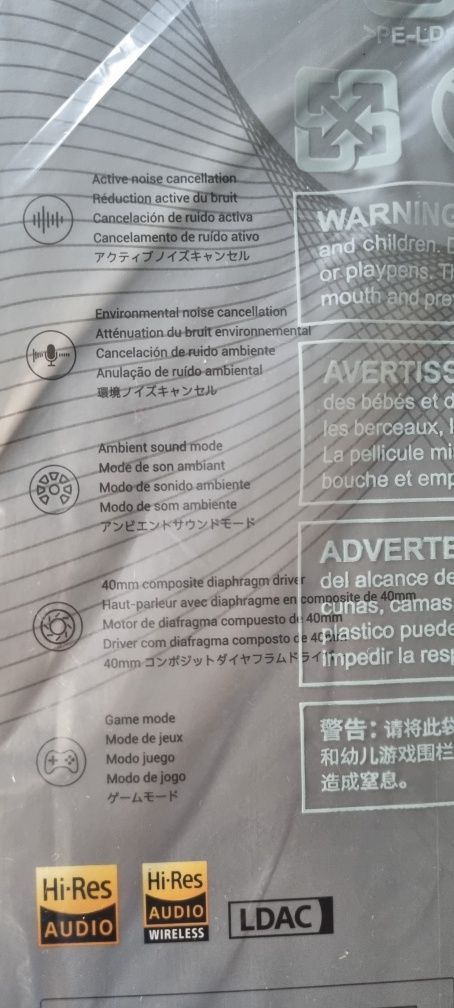 >PE-LD
Active noise cancellation
Réduction active du bruit
Cancelación de ruido activa
Cancelamento de ruído ativo
アクティブノイズキャンセル
Environmental noise cancellation
Atténuation du bruit environnemental
Cancelación de ruido ambiente
Anulação de ruído ambiental
環境ノイズキャンセル
Ambient sound mode
Mode de son ambiant
Modo de sonido ambiente
Modo de som ambiente
アンビエントサウンドモード
40mm composite diaphragm driver
Haut-parleur avec diaphragme en composite de 40mm
Motor de diafragma compuesto de 40mm
Driver com diafragma composto de 40mm
40mm コンポジットダイヤフラムドライバー
Game mode
Mode de jeux
Modo juego
Modo de jogo
ゲームモード
Hi-Res
AUDIO
Hi-Res
AUDIO
WIRELESS
LDAC
WARNING
and children.
or playpens.
mouth and
AVERTISS
des bébés et
les berceaux,
La pellicule
bouche et
ADVERTE
del alcance de
cunas, camas
plástico puede
impedir la
警告：请将此袋
和幼儿游戏围栏
造成窒息。